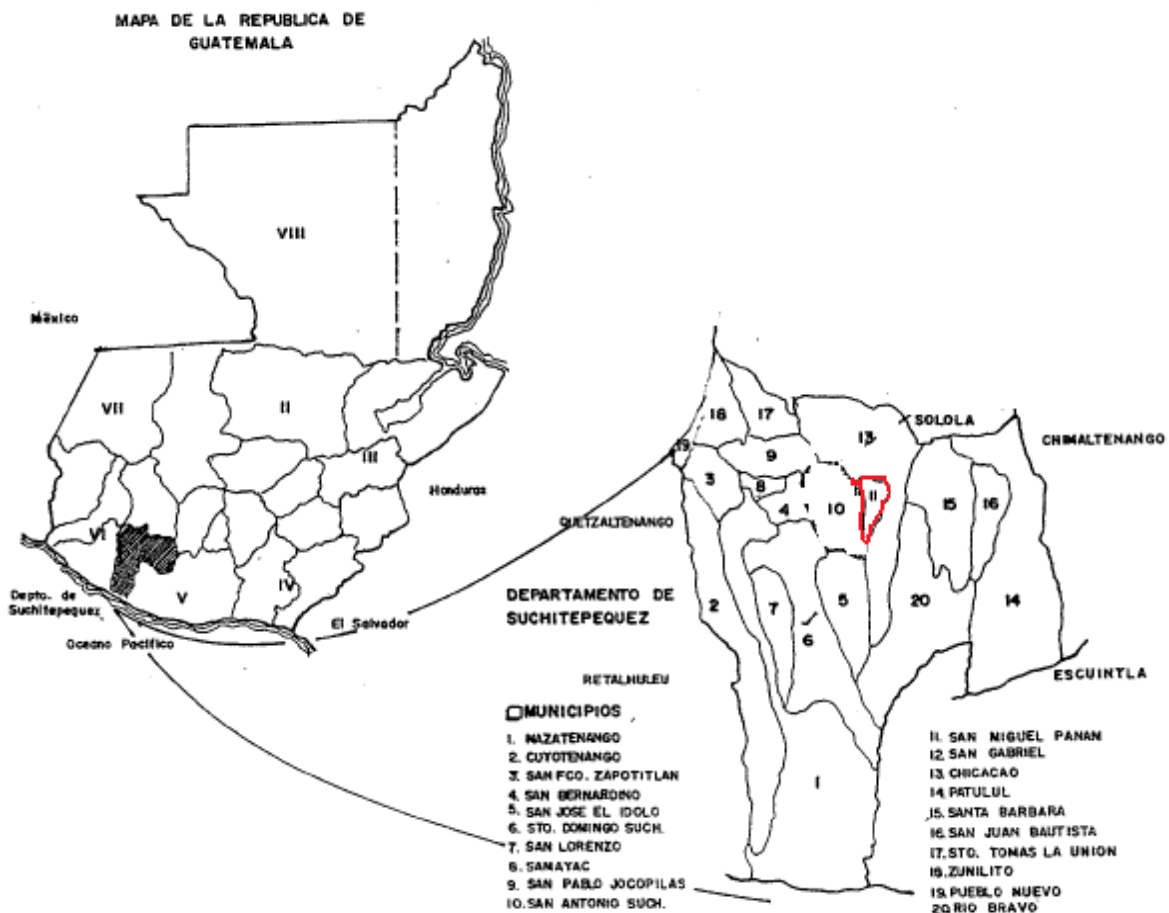 MAPA DE LA REPUBLICA DE
GUATEMALA
VIII
México
VII
II
III
Honduras
VI
V
IV
Depto. de
Suchitepequez
Oceano Pacífico
El Salvador
18
17
13
SOLOLA
CHIMALTENANGO
19
9
3
8
4
10
11
15
16
QUETZALTENANGO
DEPARTAMENTO DE
SUCHITEPEQUEZ
2
7
6
5
20
14
RETALHULEU
ESCUINTLA
1
MUNICIPIOS
1. MAZATENANGO
2. CUYOTENANGO
3. SAN FCO. ZAPOTITLAN
4. SAN BERNARDINO
5. SAN JOSE EL IDOLO
6. STO. DOMINGO SUCH.
7. SAN LORENZO
8. SAMAYAC
9. SAN PABLO JOCOPILAS
10. SAN ANTONIO SUCH.
11. SAN MIGUEL PANAM
12. SAN GABRIEL
13. CHICACAO
14. PATULUL
15. SANTA BARBARA
16. SAN JUAN BAUTISTA
17. STO. TOMAS LA UNION
18. ZUNILITO
19. PUEBLO NUEVO
20 RIO BRAVO